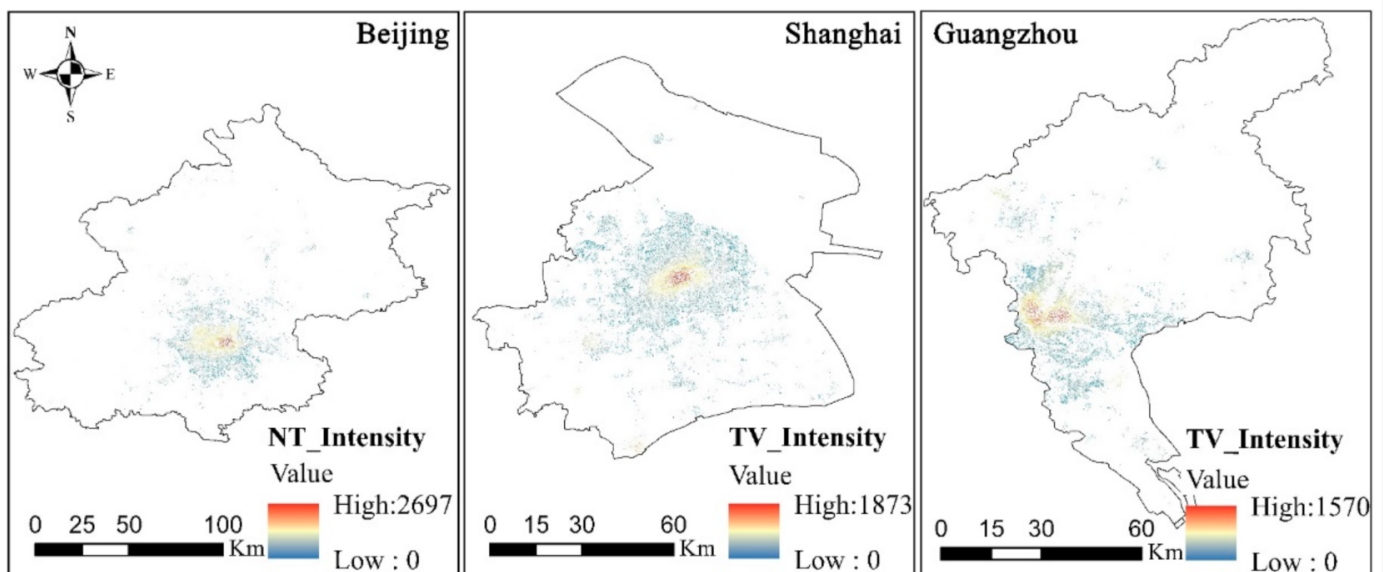 Beijing
N
W E
S
NT_Intensity
Value
High:2697
Low : 0
0 25 50 100
Km
Shanghai
TV_Intensity
Value
High:1873
Low : 0
0 15 30 60
Km
Guangzhou
TV_Intensity
Value
High:1570
Low : 0
0 15 30 60
Km